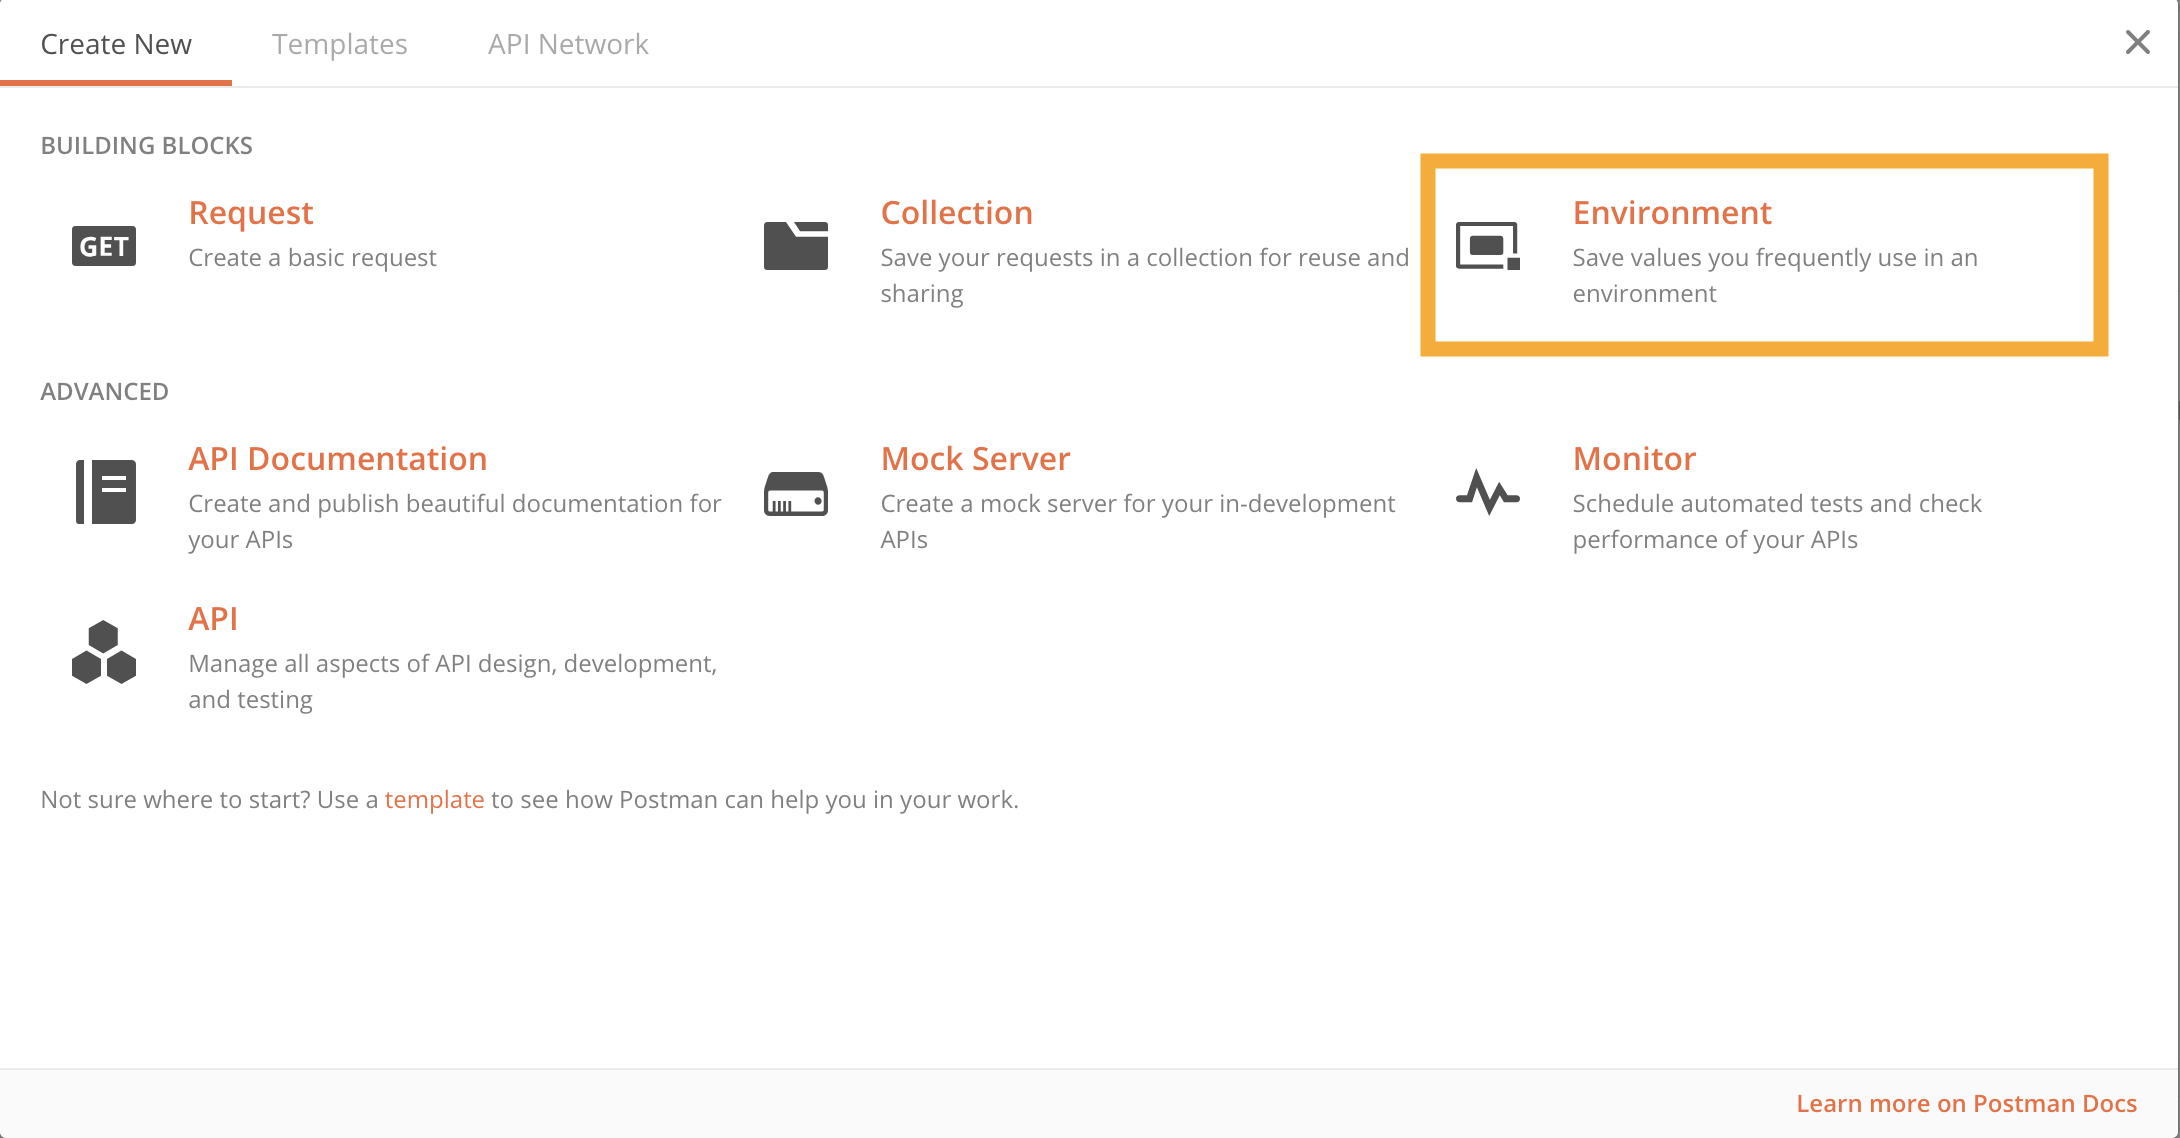 Create New
Templates
API Network
BUILDING BLOCKS
GET
Request
Create a basic request
Collection
Save your requests in a collection for reuse and
sharing
Environment
Save values you frequently use in an
environment
ADVANCED
API Documentation
Create and publish beautiful documentation for
your APIs
Mock Server
Create a mock server for your in-development
APIs
Monitor
Schedule automated tests and check
performance of your APIs
API
Manage all aspects of API design, development,
and testing
Not sure where to start? Use a template to see how Postman can help you in your work.
Learn more on Postman Docs